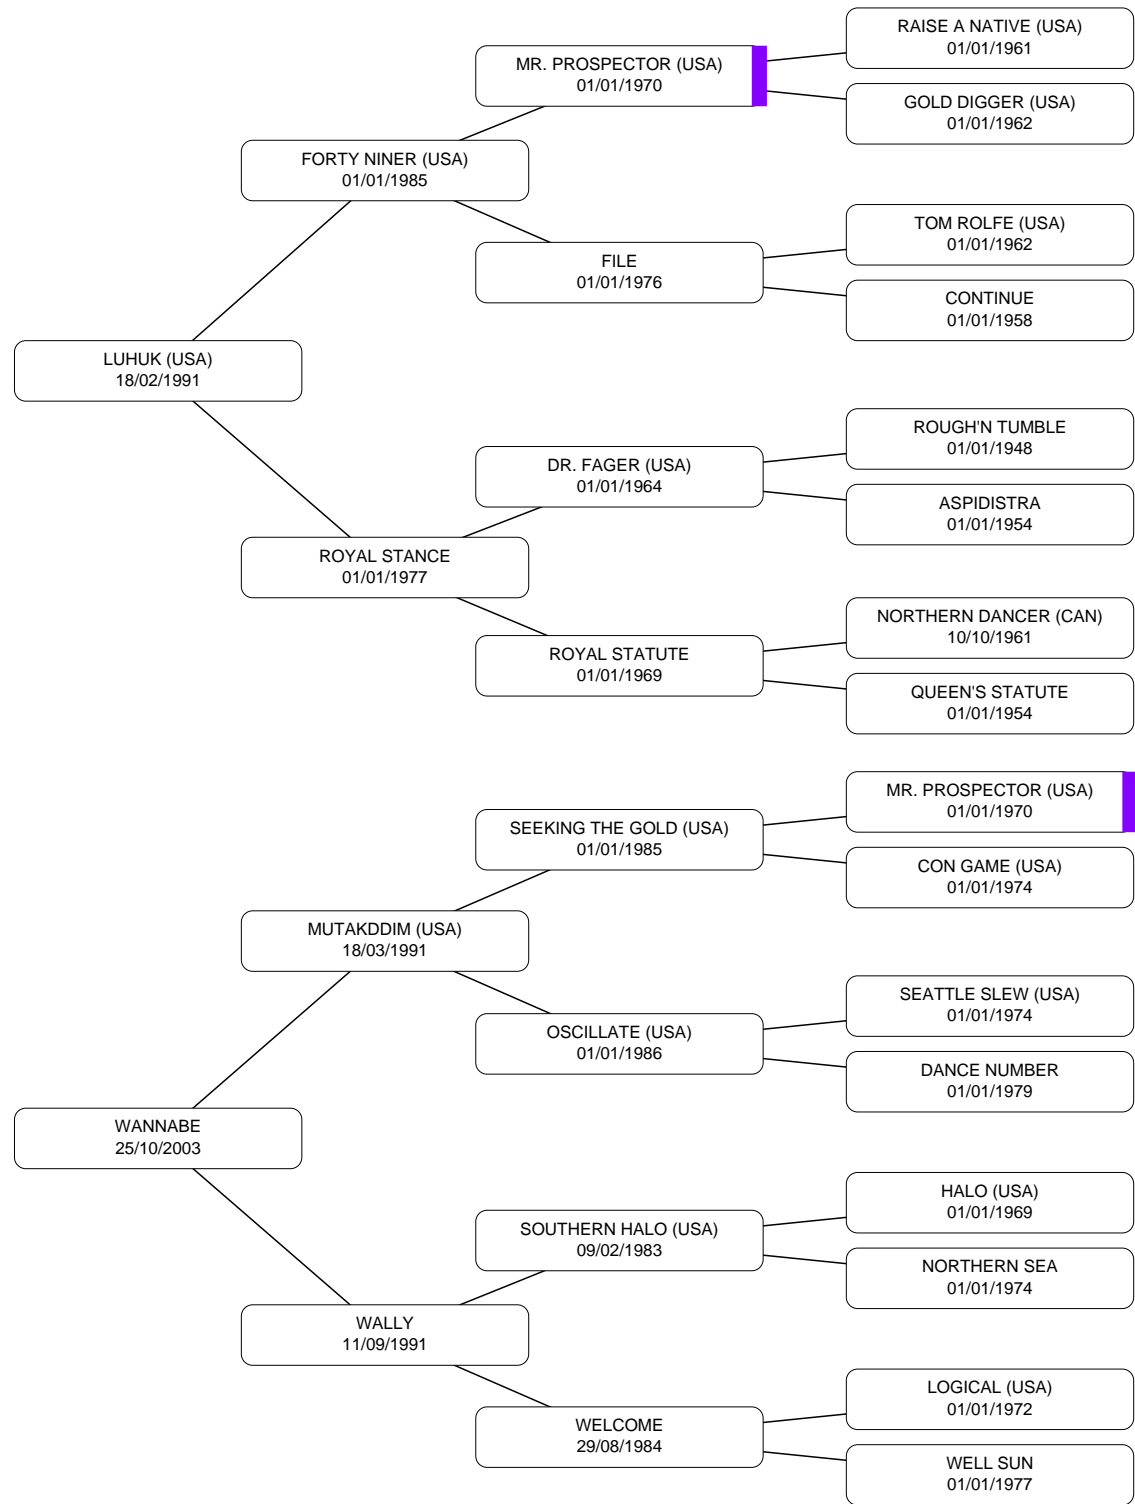 RAISE A NATIVE (USA)
01/01/1961
MR. PROSPECTOR (USA)
01/01/1970
GOLD DIGGER (USA)
01/01/1962
FORTY NINER (USA)
01/01/1985
TOM ROLFE (USA)
01/01/1962
FILE
01/01/1976
CONTINUE
01/01/1958
LUHUK (USA)
18/02/1991
ROUGH'N TUMBLE
01/01/1948
DR. FAGER (USA)
01/01/1964
ASPIDISTRA
01/01/1954
ROYAL STANCE
01/01/1977
NORTHERN DANCER (CAN)
10/10/1961
ROYAL STATUTE
01/01/1969
QUEEN'S STATUTE
01/01/1954
MR. PROSPECTOR (USA)
01/01/1970
SEEKING THE GOLD (USA)
01/01/1985
CON GAME (USA)
01/01/1974
MUTAKDDIM (USA)
18/03/1991
SEATTLE SLEW (USA)
01/01/1974
OSCILLATE (USA)
01/01/1986
DANCE NUMBER
01/01/1979
WANNABE
25/10/2003
HALO (USA)
01/01/1969
SOUTHERN HALO (USA)
09/02/1983
NORTHERN SEA
01/01/1974
WALLY
11/09/1991
LOGICAL (USA)
01/01/1972
WELCOME
29/08/1984
WELL SUN
01/01/1977